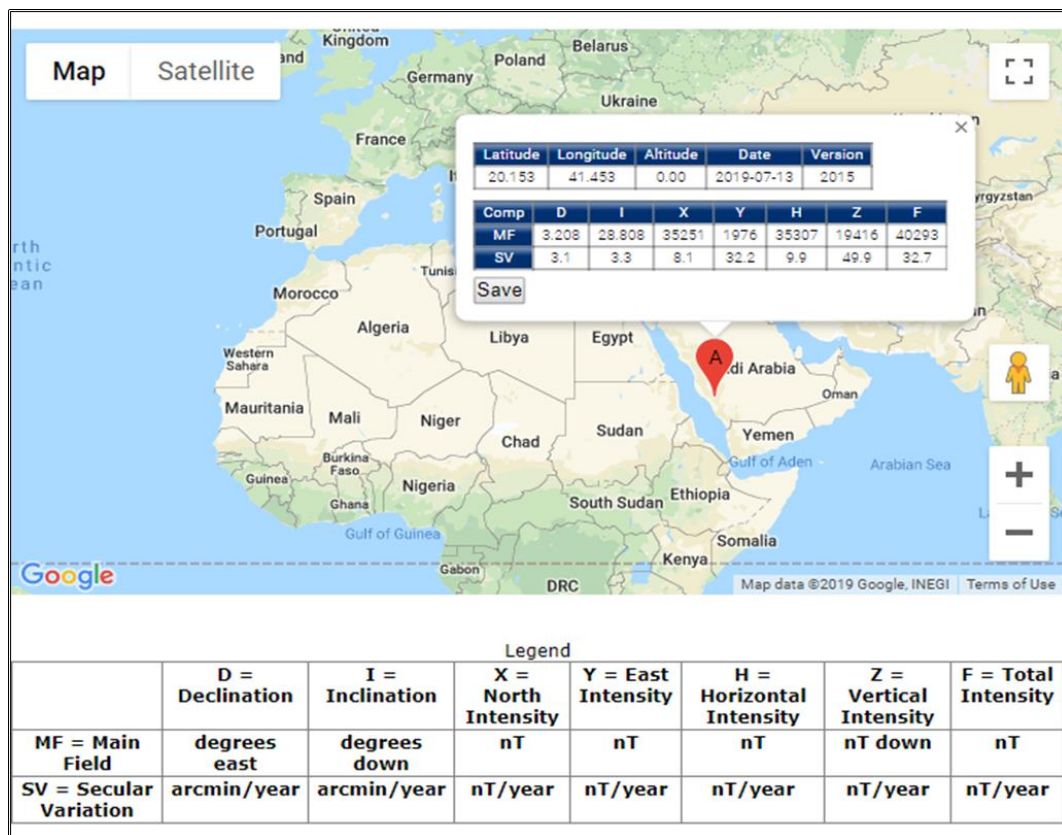 United
Kingdom
Map
Satellite
and
Belarus
Poland
Germany
Ukraine
France
Latitude Longitude Altitude Date Version
20.153 41.453 0.00 2019-07-13 2015
Comp D I X Y H Z F
MF 3.208 28.808 35251 1976 35307 19416 40293
SV 3.1 3.3 8.1 32.2 9.9 49.9 32.7
Save
Spain
Portugal
yrgyzstan
rth
ntic
ean
Tunis
Morocco
Algeria
Libya
Egypt
Western
Sahara
A
di Arabia
Oman
Mauritania
Mali
Niger
Chad
Sudan
Yemen
Gulf of Aden
Arabian Sea
Burkina
Faso
Guinea
Nigeria
Ghana
South Sudan
Ethiopia
Gulf of Guinea
Somalia
Kenya
Gabon
DRC
Google
Map data ©2019 Google, INEGI
Terms of Use
Legend
D = Declination I = Inclination X = North Intensity Y = East Intensity H = Horizontal Intensity Z = Vertical Intensity F = Total Intensity
MF = Main Field degrees east degrees down nT nT nT nT down nT
SV = Secular Variation arcmin/year arcmin/year nT/year nT/year nT/year nT/year nT/year